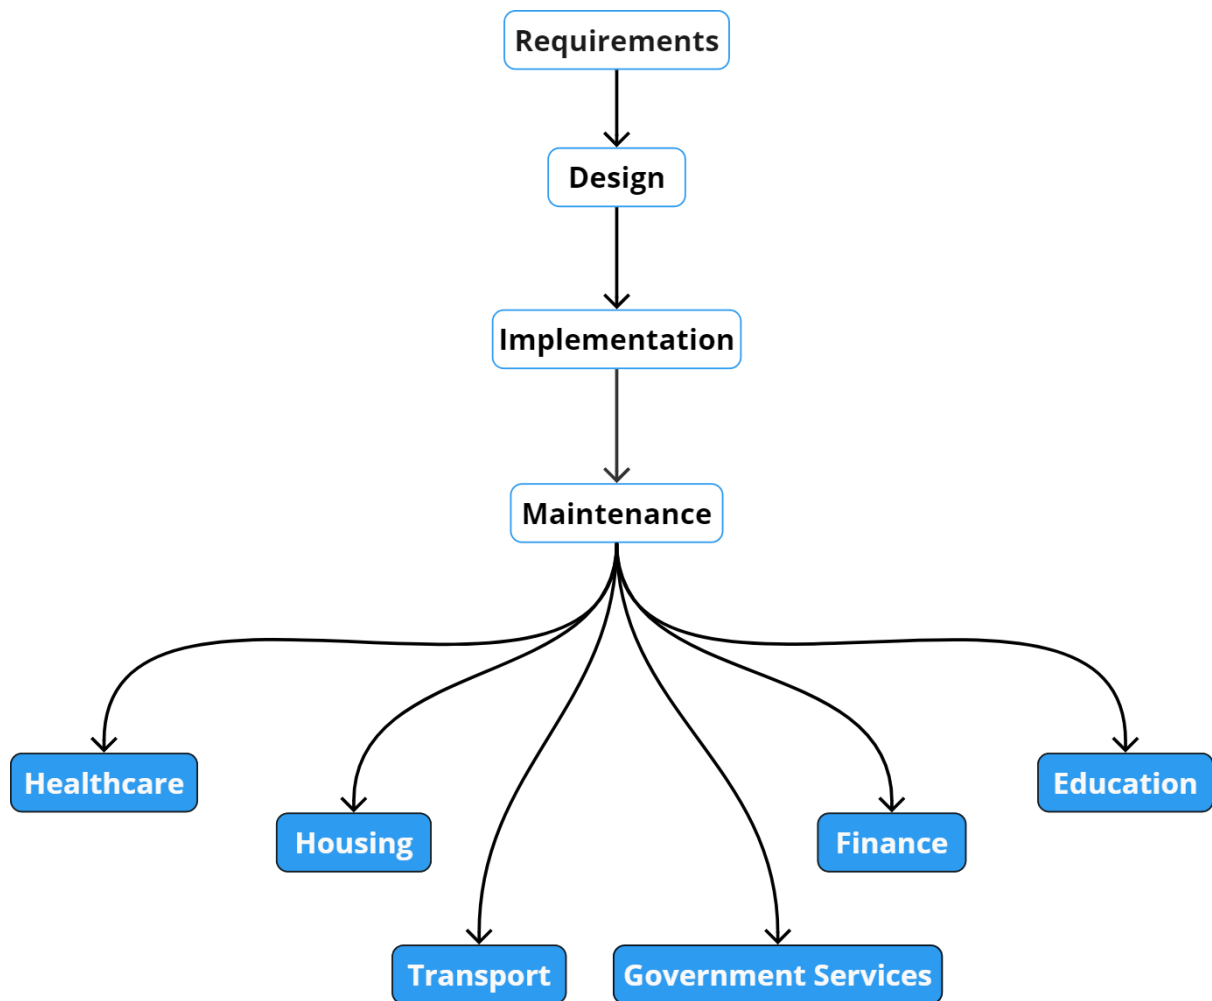 Requirements
Design
Implementation
Maintenance
Healthcare
Education
Housing
Finance
Transport
Government Services